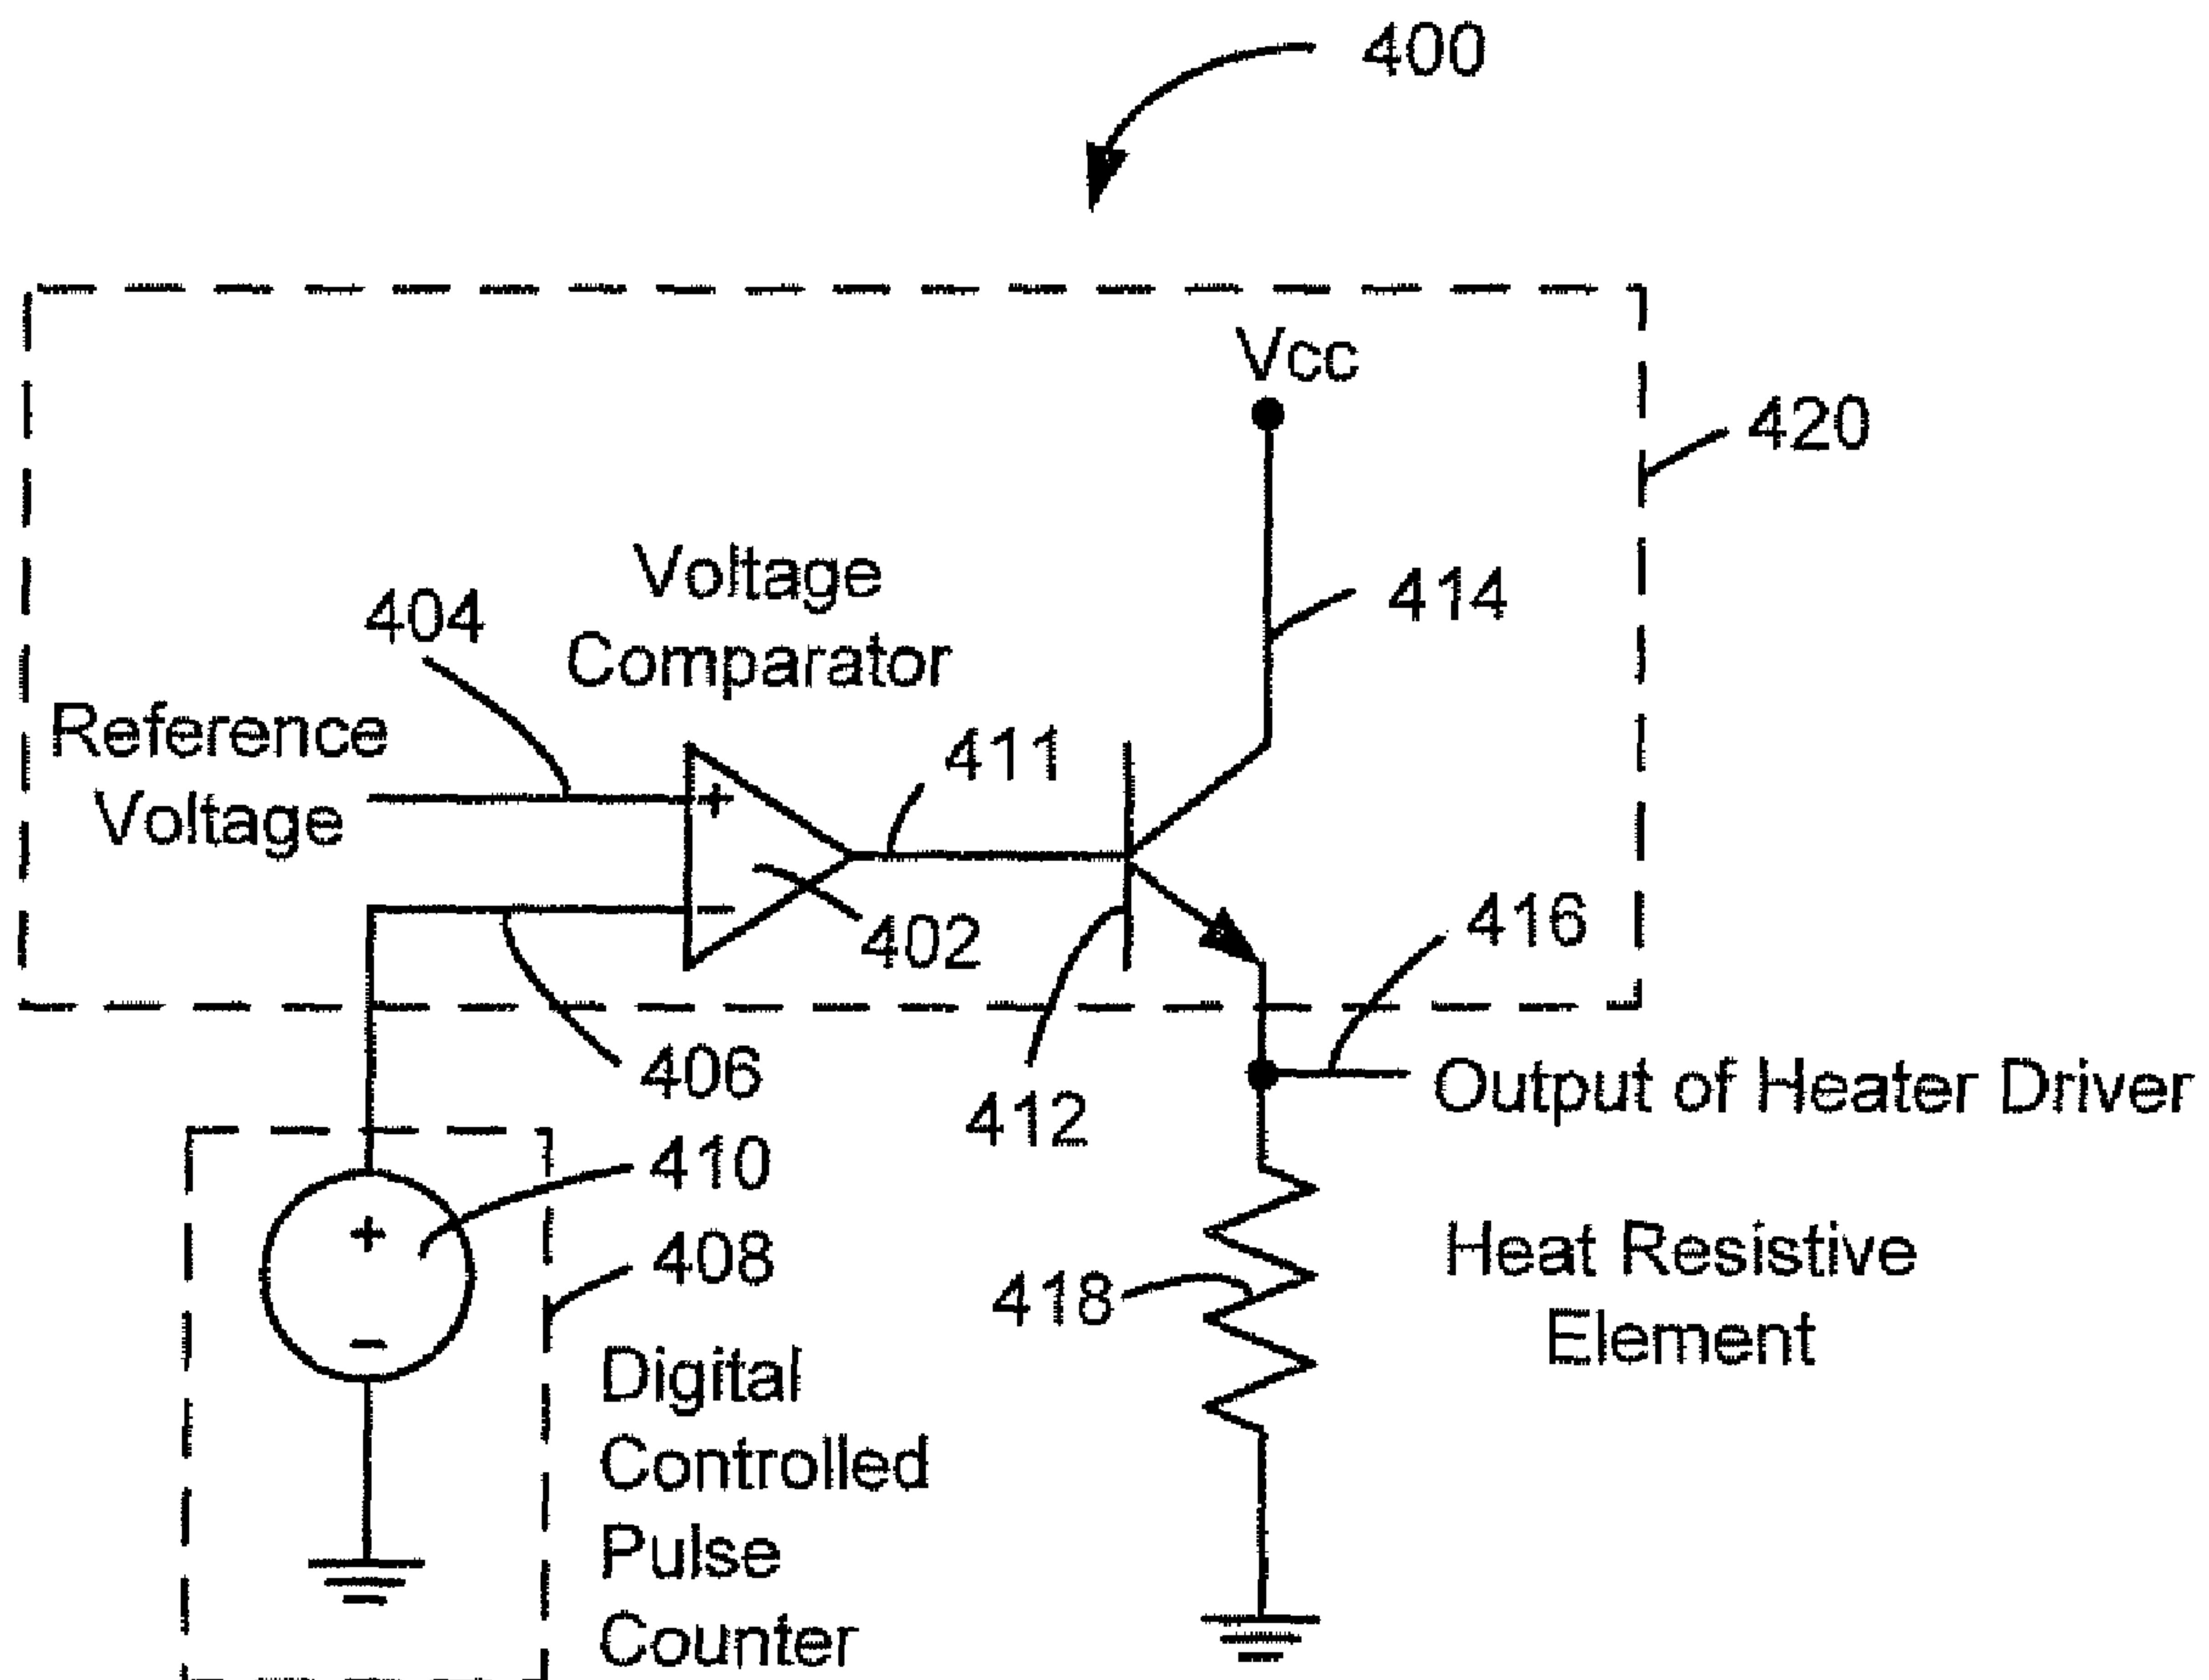 400
Vcc
420
Voltage
Comparator
414
404
Reference
Voltage
411
+
−
402
416
406
412
Output of Heater Driver
410
+
408
−
418
Heat Resistive
Element
Digital
Controlled
Pulse
Counter